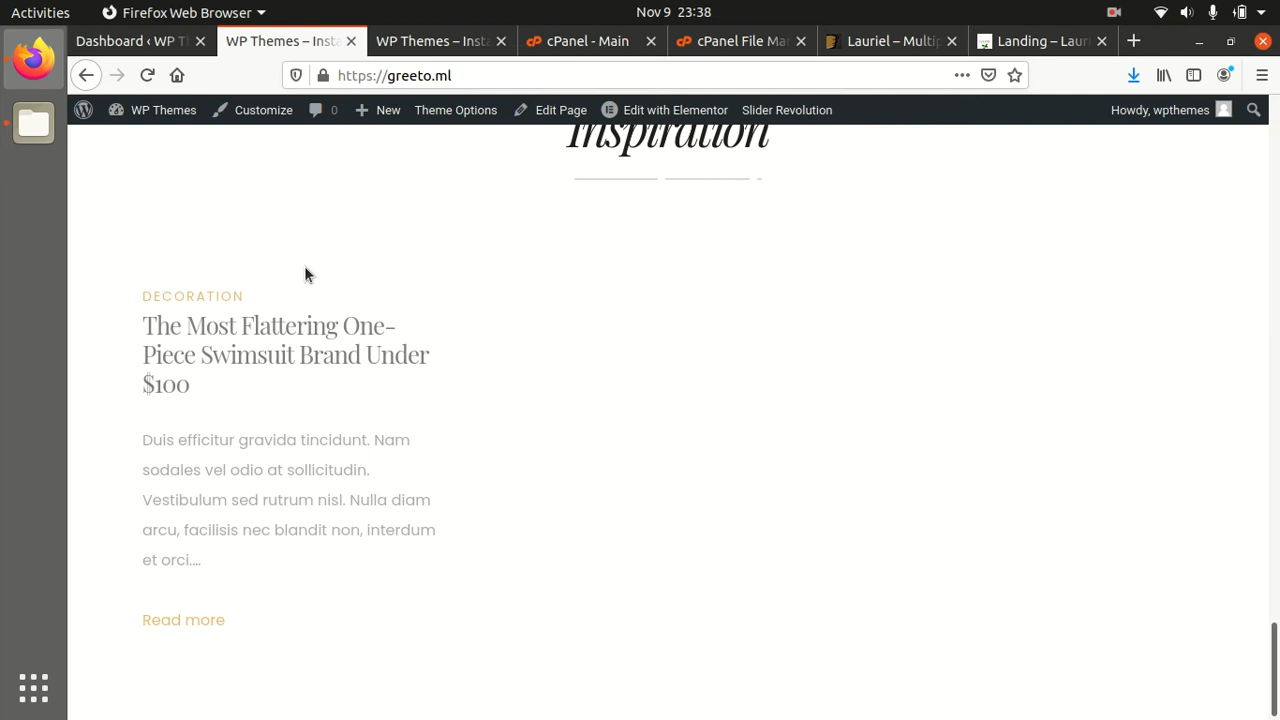 Activities Firefox Web Browser Nov 9 23:38
Dashboard ‹ WP T WP Themes – Insta WP Themes – Insta cPanel - Main cPanel File Ma Lauriel – Multip Landing – Laur
https://greeto.ml
WP Themes Customize 0 New Theme Options Edit Page Edit with Elementor Slider Revolution Howdy, wpthemes
Inspiration
DECORATION
The Most Flattering One-
Piece Swimsuit Brand Under
$100
Duis efficitur gravida tincidunt. Nam
sodales vel odio at sollicitudin.
Vestibulum sed rutrum nisl. Nulla diam
arcu, facilisis nec blandit non, interdum
et orci....
Read more